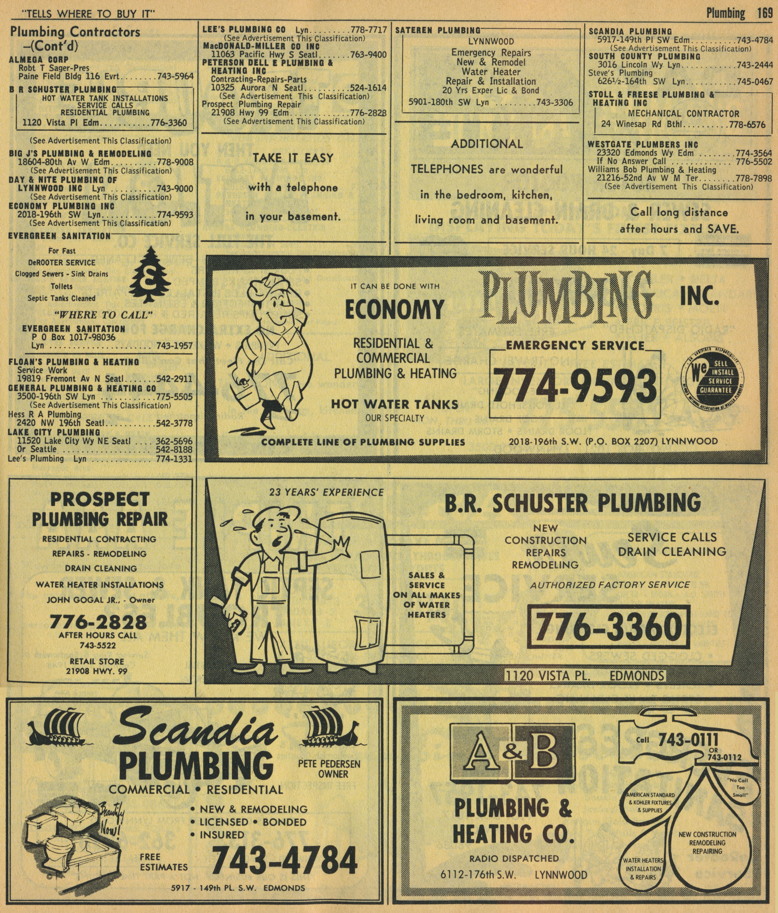 "TELLS WHERE TO BUY IT"
Plumbing 169
Plumbing Contractors
—(Cont'd)
ALMEGA CORP
Robt T Sager-Pres
Paine Field Bldg 116 Evrt.....743-5964
B R SCHUSTER PLUMBING
HOT WATER TANK INSTALLATIONS
SERVICE CALLS
RESIDENTIAL PLUMBING
1120 Vista Pl Edm..........776-3360
(See Advertisement This Classification)
BIG J'S PLUMBING & REMODELING
18604-80th Av W Edm........778-9008
(See Advertisement This Classification)
DAY & NITE PLUMBING OF
LYNNWOOD INC Lyn..........743-9000
(See Advertisement This Classification)
ECONOMY PLUMBING INC
2018-196th SW Lyn..........774-9593
(See Advertisement This Classification)
EVERGREEN SANITATION
For Fast
DeROOTER SERVICE
Clogged Sewers - Sink Drains
Toilets
Septic Tanks Cleaned
E
"WHERE TO CALL"
EVERGREEN SANITATION
P O Box 1017-98036
Lyn ....................743-1957
FLOAN'S PLUMBING & HEATING
Service Work
19819 Fremont Av N Seatl....542-2911
GENERAL PLUMBING & HEATING CO
3500-196th SW Lyn ..........775-5505
(See Advertisement This Classification)
Hess R A Plumbing
2420 NW 196th Seatl..........542-3778
LAKE CITY PLUMBING
11520 Lake City Wy NE Seatl ....362-5696
Or Seattle ..................542-8188
Lee's Plumbing Lyn ............774-1331
LEE'S PLUMBING CO Lyn......778-7717
(See Advertisement This Classification)
MacDONALD-MILLER CO INC
11063 Pacific Hwy S Seatl......763-9400
PETERSON DELL E PLUMBING &
HEATING INC
Contracting-Repairs-Parts
10325 Aurora N Seatl........524-1614
(See Advertisement This Classification)
Prospect Plumbing Repair
21908 Hwy 99 Edm............776-2828
(See Advertisement This Classification)
TAKE IT EASY
with a telephone
in your basement.
SATEREN PLUMBING
LYNNWOOD
Emergency Repairs
New & Remodel
Water Heater
Repair & Installation
20 Yrs Exper Lic & Bond
5901-180th SW Lyn ..........743-3306
ADDITIONAL
TELEPHONES are wonderful
in the bedroom, kitchen,
living room and basement.
SCANDIA PLUMBING
5917-149th Pl SW Edm........743-4784
(See Advertisement This Classification)
SOUTH COUNTY PLUMBING
3016 Lincoln Wy Lyn..........743-2444
Steve's Plumbing
626½-164th SW Lyn..........745-0467
STOLL & FREESE PLUMBING &
HEATING INC
MECHANICAL CONTRACTOR
24 Winesap Rd Bthl........778-6576
WESTGATE PLUMBERS INC
23320 Edmonds Wy Edm ......774-3564
If No Answer Call ............776-5502
Williams Bob Plumbing & Heating
21216-52nd Av W M Ter........778-7898
(See Advertisement This Classification)
Call long distance
after hours and SAVE.
IT CAN BE DONE WITH
ECONOMY PLUMBING INC.
RESIDENTIAL &
COMMERCIAL
PLUMBING & HEATING
HOT WATER TANKS
OUR SPECIALTY
EMERGENCY SERVICE
774-9593
We
SELL
INSTALL
SERVICE
GUARANTEE
COMPLETE LINE OF PLUMBING SUPPLIES
2018-196th S.W. (P.O. BOX 2207) LYNNWOOD
PROSPECT
PLUMBING REPAIR
RESIDENTIAL CONTRACTING
REPAIRS - REMODELING
DRAIN CLEANING
WATER HEATER INSTALLATIONS
JOHN GOGAL JR., - Owner
776-2828
AFTER HOURS CALL
743-5522
RETAIL STORE
21908 HWY. 99
23 YEARS' EXPERIENCE
B.R. SCHUSTER PLUMBING
NEW
CONSTRUCTION
REPAIRS
REMODELING
SERVICE CALLS
DRAIN CLEANING
SALES &
SERVICE
ON ALL MAKES
OF WATER
HEATERS
AUTHORIZED FACTORY SERVICE
776-3360
1120 VISTA PL. EDMONDS
Scandia
PLUMBING
PETE PEDERSEN
OWNER
COMMERCIAL • RESIDENTIAL
Beautify
Now!
• NEW & REMODELING
• LICENSED • BONDED
• INSURED
FREE
ESTIMATES
743-4784
5917 - 149th PL. S.W. EDMONDS
A&B
PLUMBING &
HEATING CO.
RADIO DISPATCHED
6112-176th S.W. LYNNWOOD
Call 743-0111
OR
743-0112
"No Call
Too
Small"
AMERICAN STANDARD
& KOHLER FIXTURES
& SUPPLIES
NEW CONSTRUCTION
REMODELING
REPAIRING
WATER HEATERS
INSTALLATION
& REPAIRS